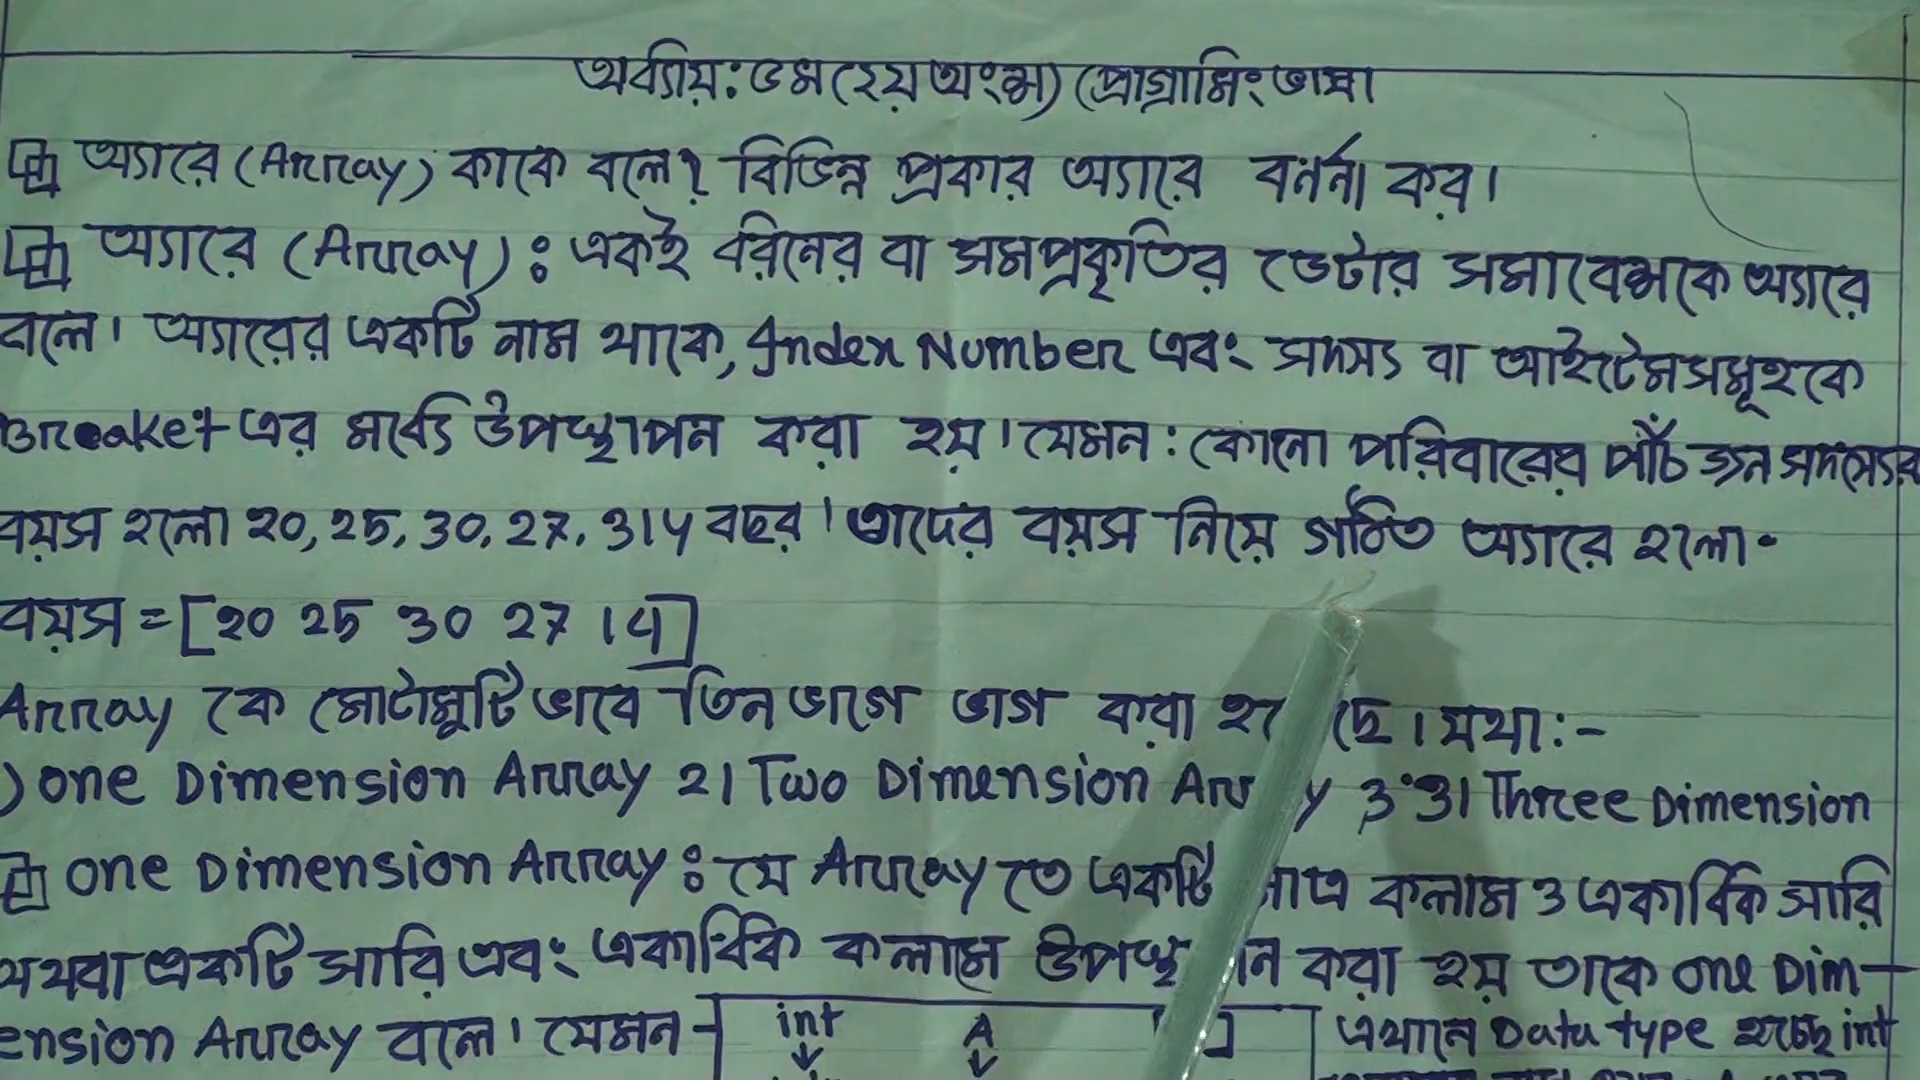 অধ্যায়: ৫ম (২য় অংশ) প্রোগ্রামিং ভাষা
অ্যারে (Array) কাকে বলে? বিভিন্ন প্রকার অ্যারে বর্ননা কর।
অ্যারে (Array): একই ধরনের বা সমপ্রকৃতির ডেটার সমাবেশকে অ্যারে
বলে। অ্যারের একটি নাম থাকে, Index Number এবং সদস্য বা আইটেমসমূহকে
Breaket এর মধ্যে উপস্থাপন করা হয়। যেমন: কোনো পরিবারের পাঁচ জন সদস্যের
বয়স হলো 20, 25, 30, 27, 14 বছর। তাদের বয়স নিয়ে গঠিত অ্যারে হলো-
বয়স = [20 25 30 27 14]
Array কে মোটামুটি ভাবে তিন ভাগে ভাগ করা । যথা:-
) one Dimension Array 2। Two Dimension 3। Three Dimension
one Dimension Array: যে Array তে একটি কলাম ও একাধিক সারি
অথবা একটি সারি এবং একাধিক কলামে করা হয় তাকে one Dim-
ension Array বলে। যেমন-
int A
এখানে Data type হচ্ছে int